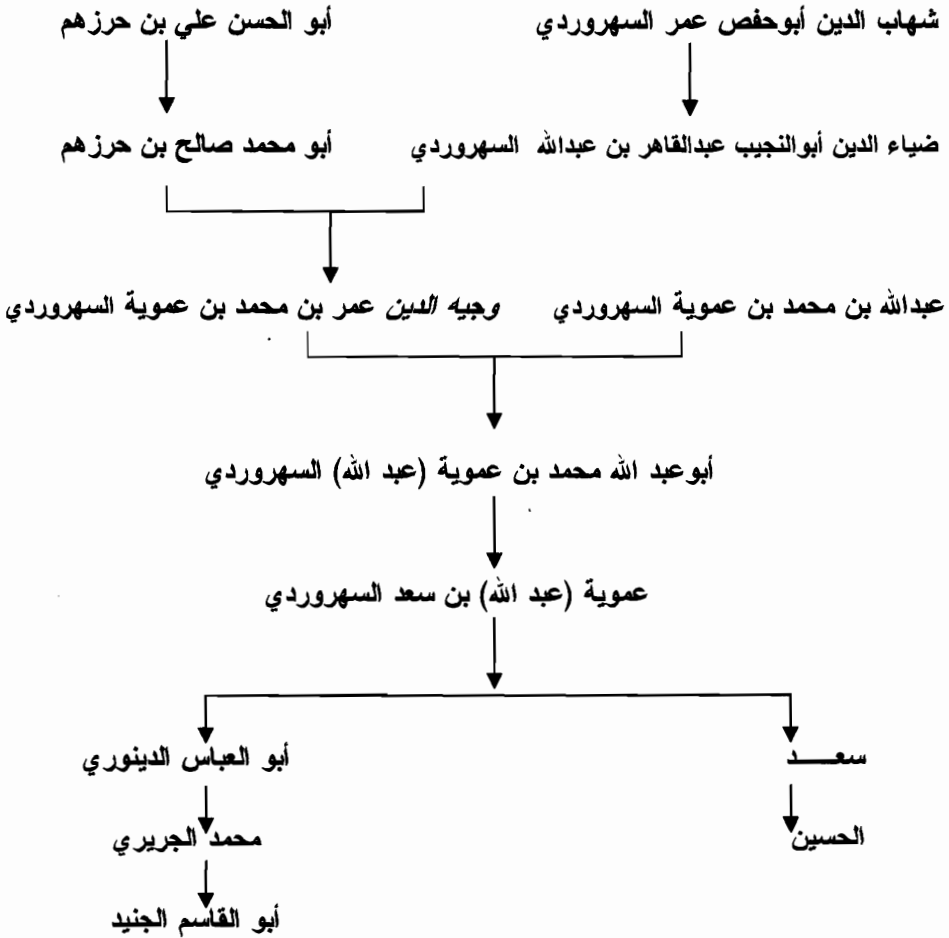 شهاب الدين أبوحفص عمر السهروردي
أبو الحسن علي بن حرزهم
ضياء الدين أبوالنجيب عبدالقاهر بن عبدالله السهروردي
أبو محمد صالح بن حرزهم
عبدالله بن محمد بن عموية السهروردي
وجيه الدين عمر بن محمد بن عموية السهروردي
أبوعبد الله محمد بن عموية (عبد الله) السهروردي
عموية (عبد الله) بن سعد السهروردي
سعـــــد
أبو العباس الدينوري
الحسين
محمد الجريري
أبو القاسم الجنيد